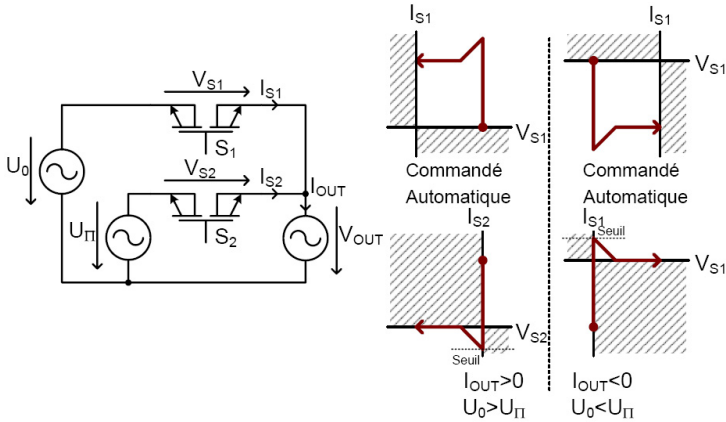 V_S1
I_S1
S_1
U_0
V_S2
I_S2
I_OUT
U_Π
S_2
V_OUT
I_S1
V_S1
Commandé
Automatique
I_S2
V_S2
Seuil
I_OUT>0
U_0>U_Π
I_S1
V_S1
Commandé
Automatique
I_S1
Seuil
V_S1
I_OUT<0
U_0<U_Π